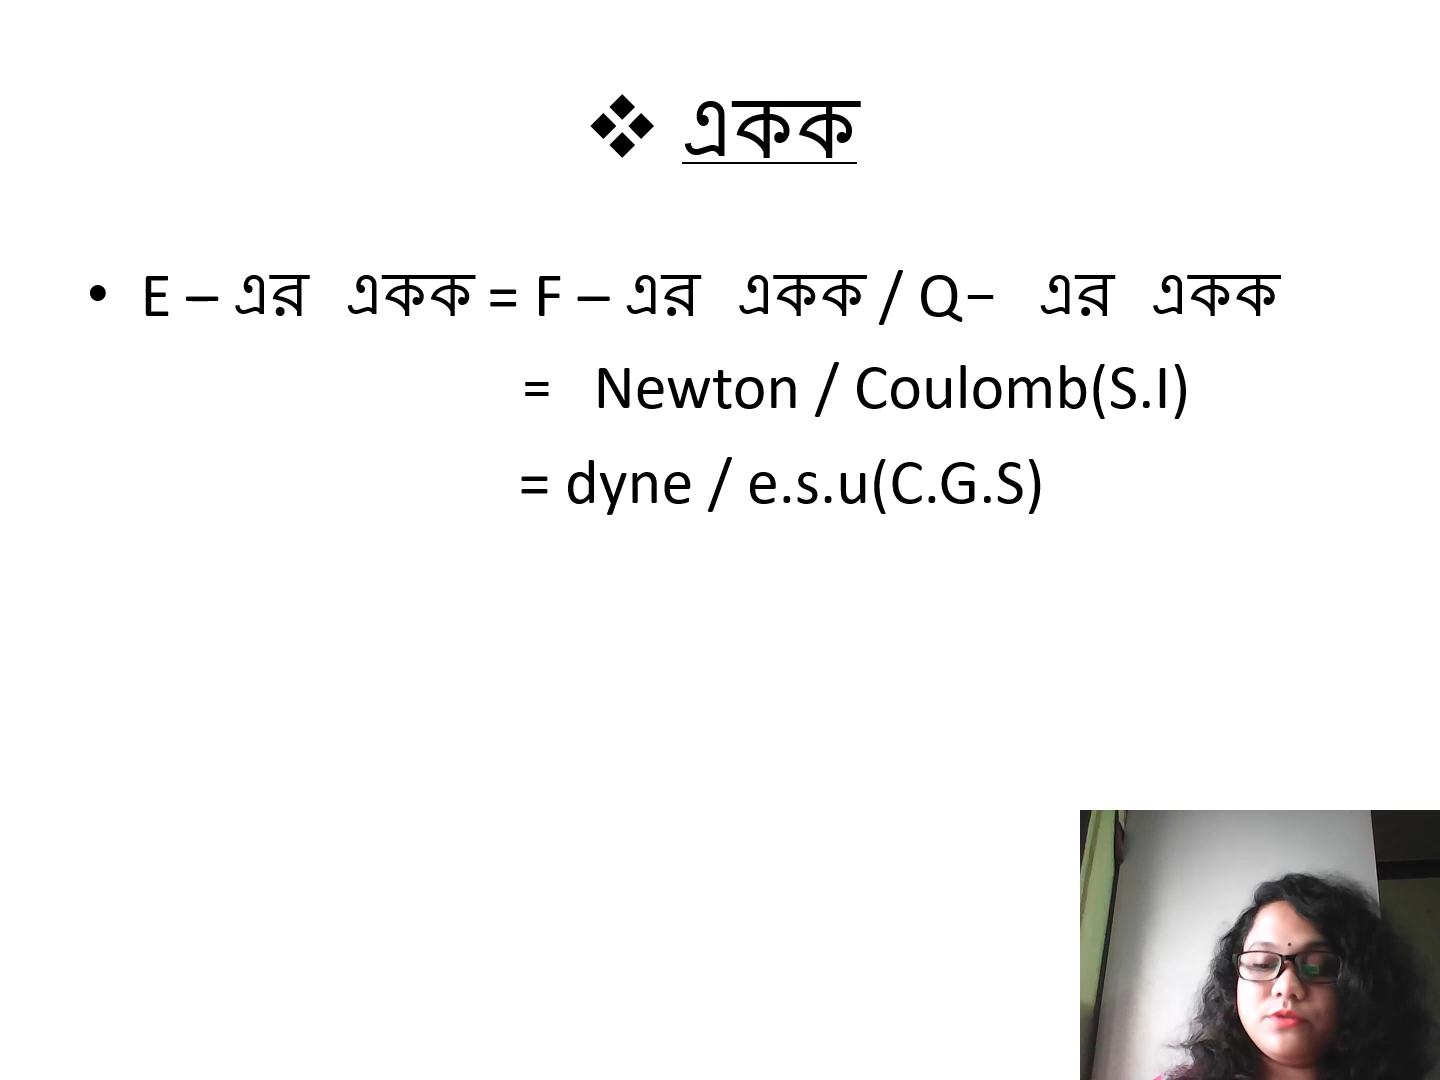 ❖ একক
• E – এর একক = F – এর একক / Q– এর একক
= Newton / Coulomb(S.I)
= dyne / e.s.u(C.G.S)